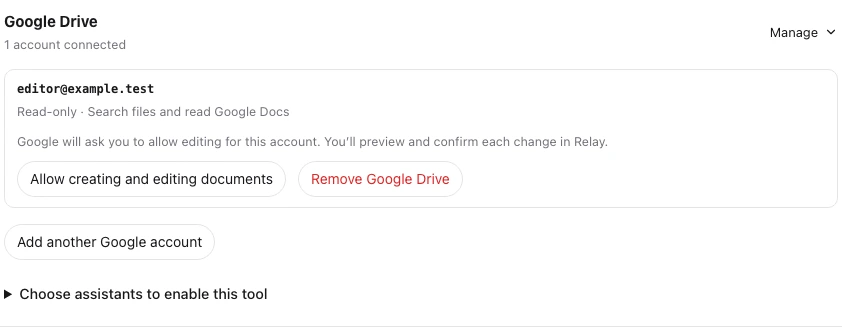 Google Drive
1 account connected
Manage
editor@example.test
Read-only · Search files and read Google Docs
Google will ask you to allow editing for this account. You’ll preview and confirm each change in Relay.
Allow creating and editing documents
Remove Google Drive
Add another Google account
Choose assistants to enable this tool